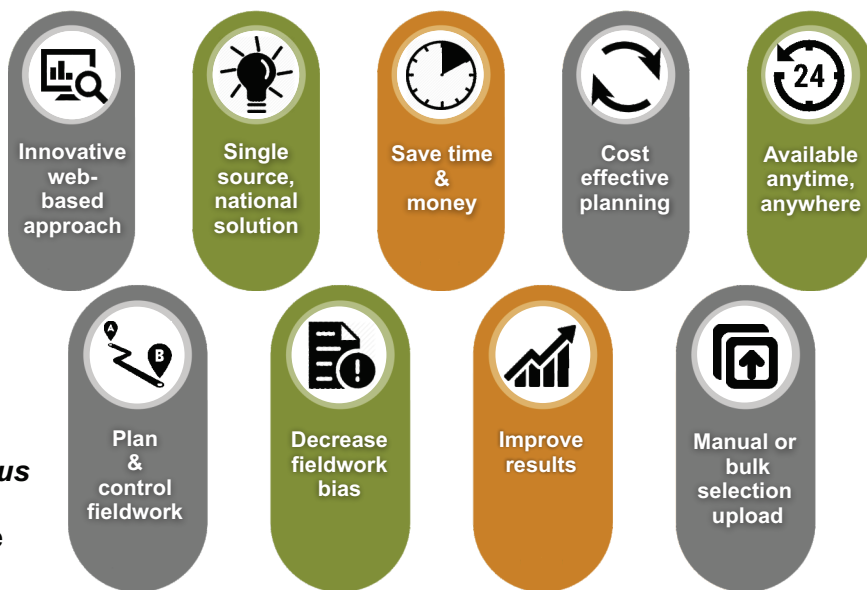 24
Innovative
web-
based
approach
Single
source,
national
solution
Save time
&
money
Cost
effective
planning
Available
anytime,
anywhere
A
B
Plan
&
control
fieldwork
Decrease
fieldwork
bias
Improve
results
Manual or
bulk
selection
upload
us
e